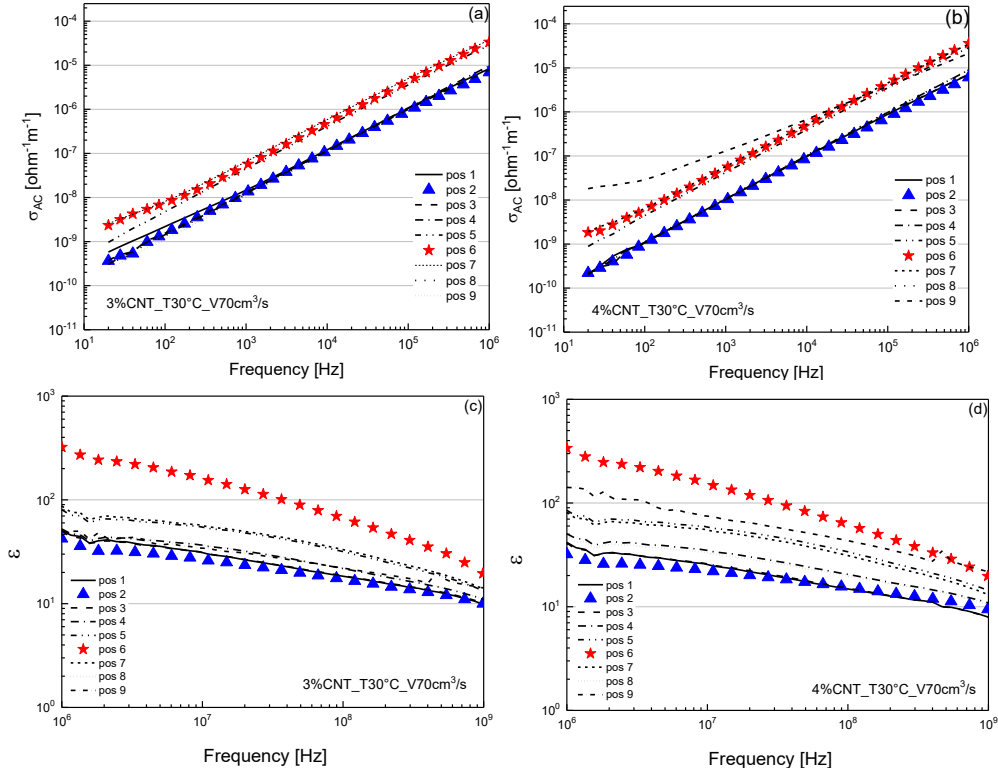 (a)
10⁻⁴
10⁻⁵
10⁻⁶
10⁻⁷
10⁻⁸
10⁻⁹
10⁻¹⁰
10⁻¹¹
σAC [ohm⁻¹m⁻¹]
pos 1
pos 2
pos 3
pos 4
pos 5
pos 6
pos 7
pos 8
pos 9
3%CNT_T30°C_V70cm³/s
10¹ 10² 10³ 10⁴ 10⁵ 10⁶
Frequency [Hz]
(b)
10⁻⁴
10⁻⁵
10⁻⁶
10⁻⁷
10⁻⁸
10⁻⁹
10⁻¹⁰
10⁻¹¹
σAC [ohm⁻¹m⁻¹]
pos 1
pos 2
pos 3
pos 4
pos 5
pos 6
pos 7
pos 8
pos 9
4%CNT_T30°C_V70cm³/s
10¹ 10² 10³ 10⁴ 10⁵ 10⁶
Frequency [Hz]
(c)
10³
10²
10¹
10⁰
ε
pos 1
pos 2
pos 3
pos 4
pos 5
pos 6
pos 7
pos 8
pos 9
3%CNT_T30°C_V70cm³/s
10⁶ 10⁷ 10⁸ 10⁹
Frequency [Hz]
(d)
10³
10²
10¹
10⁰
ε
pos 1
pos 2
pos 3
pos 4
pos 5
pos 6
pos 7
pos 8
pos 9
4%CNT_T30°C_V70cm³/s
10⁶ 10⁷ 10⁸ 10⁹
Frequency [Hz]